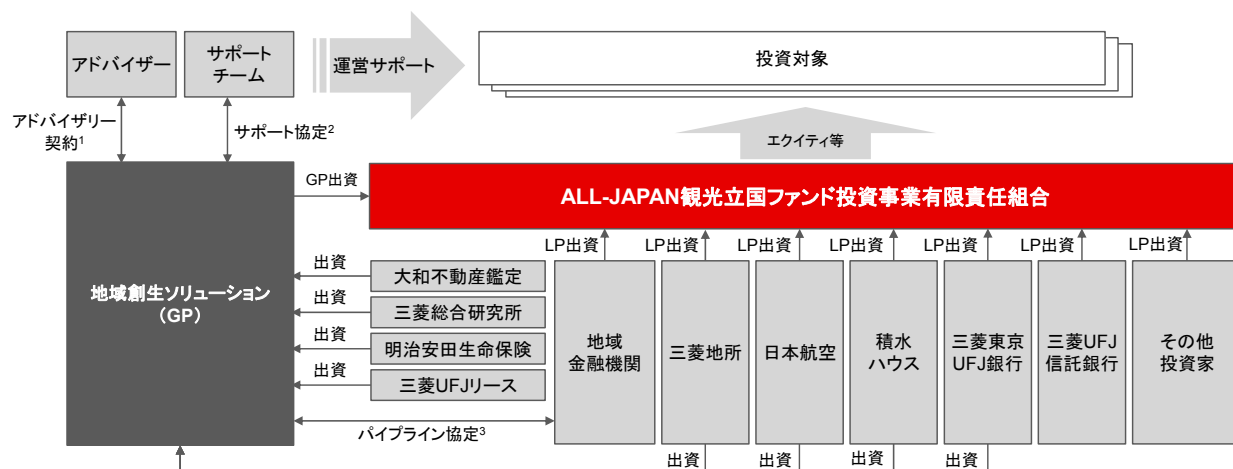 アドバイザー
サポート
チーム
運営サポート
投資対象
アドバイザリー
契約1
サポート協定2
エクイティ等
GP出資
ALL-JAPAN観光立国ファンド投資事業有限責任組合
LP出資
LP出資
LP出資
LP出資
LP出資
LP出資
LP出資
地域創生ソリューション
（GP）
出資
大和不動産鑑定
出資
三菱総合研究所
出資
明治安田生命保険
出資
三菱UFJリース
地域
金融機関
三菱地所
日本航空
積水
ハウス
三菱東京
UFJ銀行
三菱UFJ
信託銀行
その他
投資家
パイプライン協定3
出資
出資
出資
出資